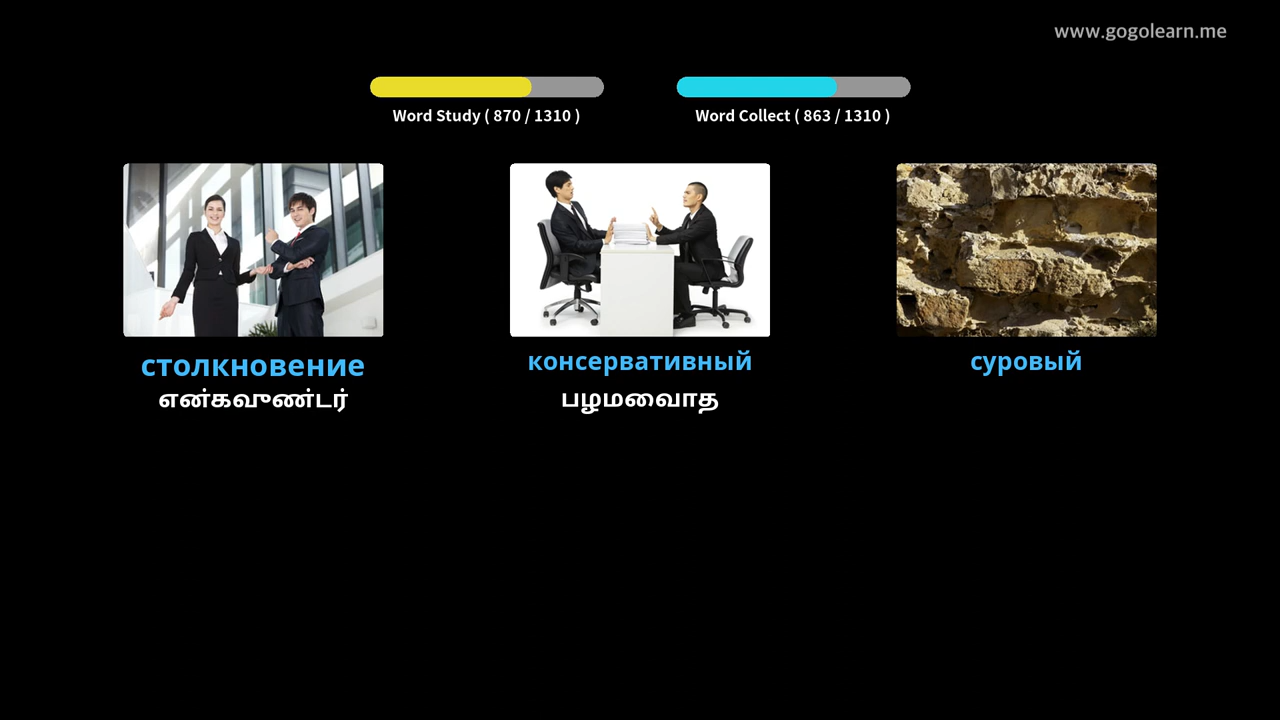 www.gogolearn.me
Word Study ( 870 / 1310 )
Word Collect ( 863 / 1310 )
столкновение
என்கவுண்டர்
консервативный
பழமைவாத
суровый